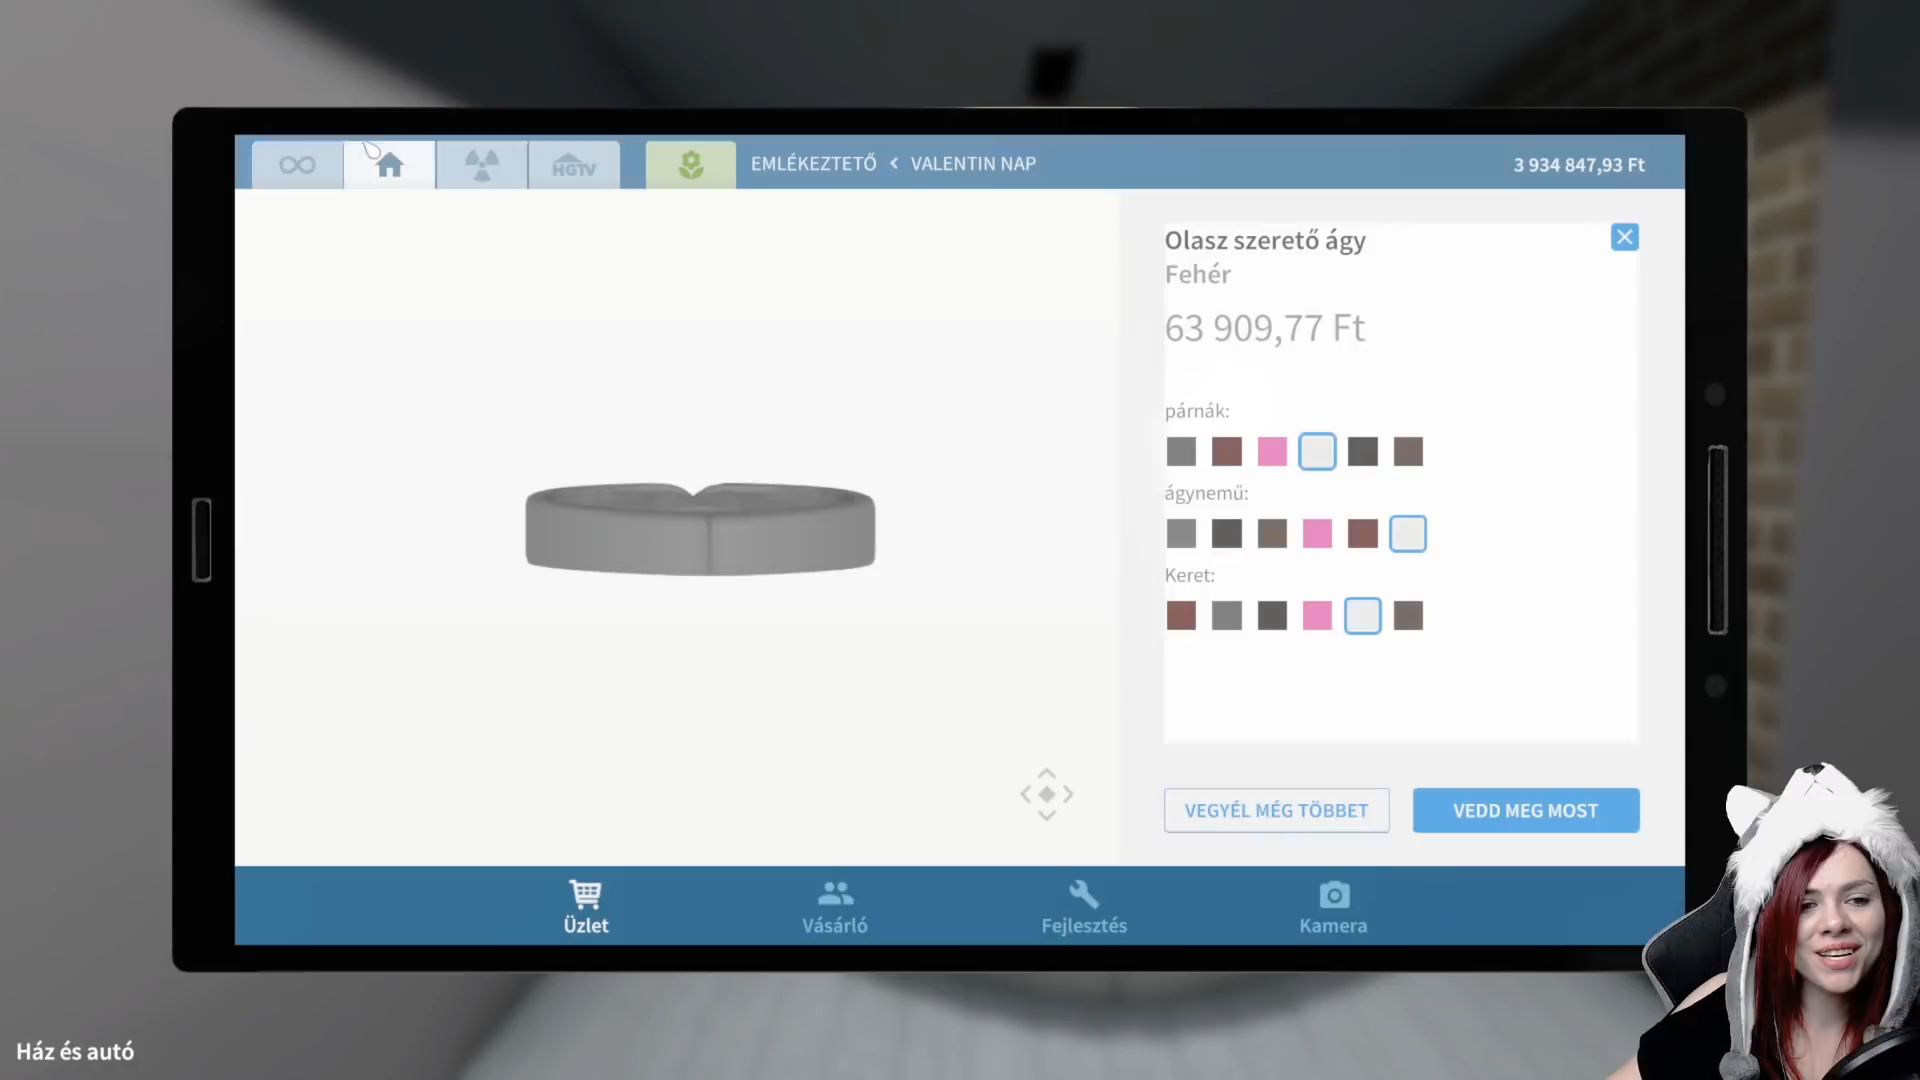 HGTV
EMLÉKEZTETŐ < VALENTIN NAP
3 934 847,93 Ft
Olasz szerető ágy
Fehér
63 909,77 Ft
párnák:
ágynemű:
Keret:
VEGYÉL MÉG TÖBBET
VEDD MEG MOST
Üzlet
Vásárló
Fejlesztés
Kamera
Ház és autó